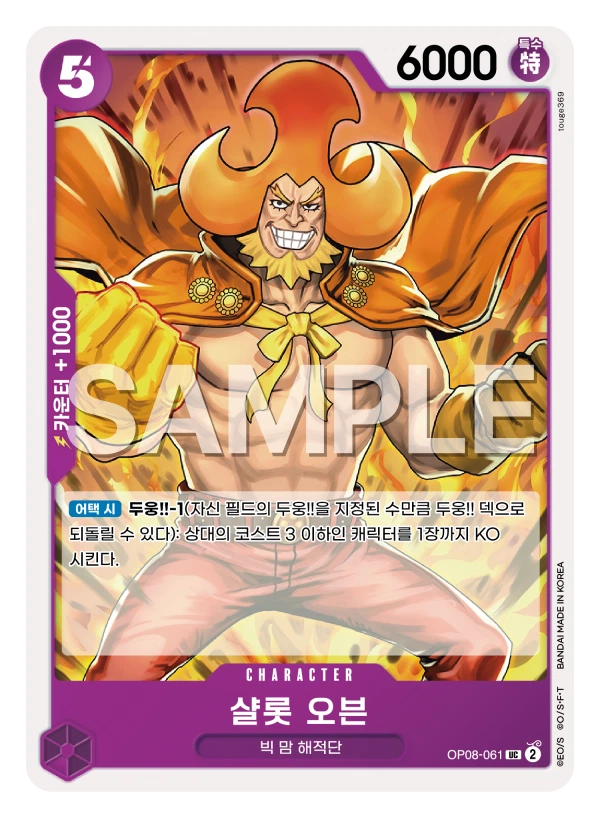 5
6000
특수
特
touge369
카운터 +1000
SAMPLE
어택 시 두웅!!-1(자신 필드의 두웅!!을 지정된 수만큼 두웅!! 덱으로
되돌릴 수 있다): 상대의 코스트 3 이하인 캐릭터를 1장까지 KO
시킨다.
CHARACTER
샬롯 오븐
빅 맘 해적단
OP08-061 UC 2
©EO/S ©O/S·F·T BANDAI MADE IN KOREA